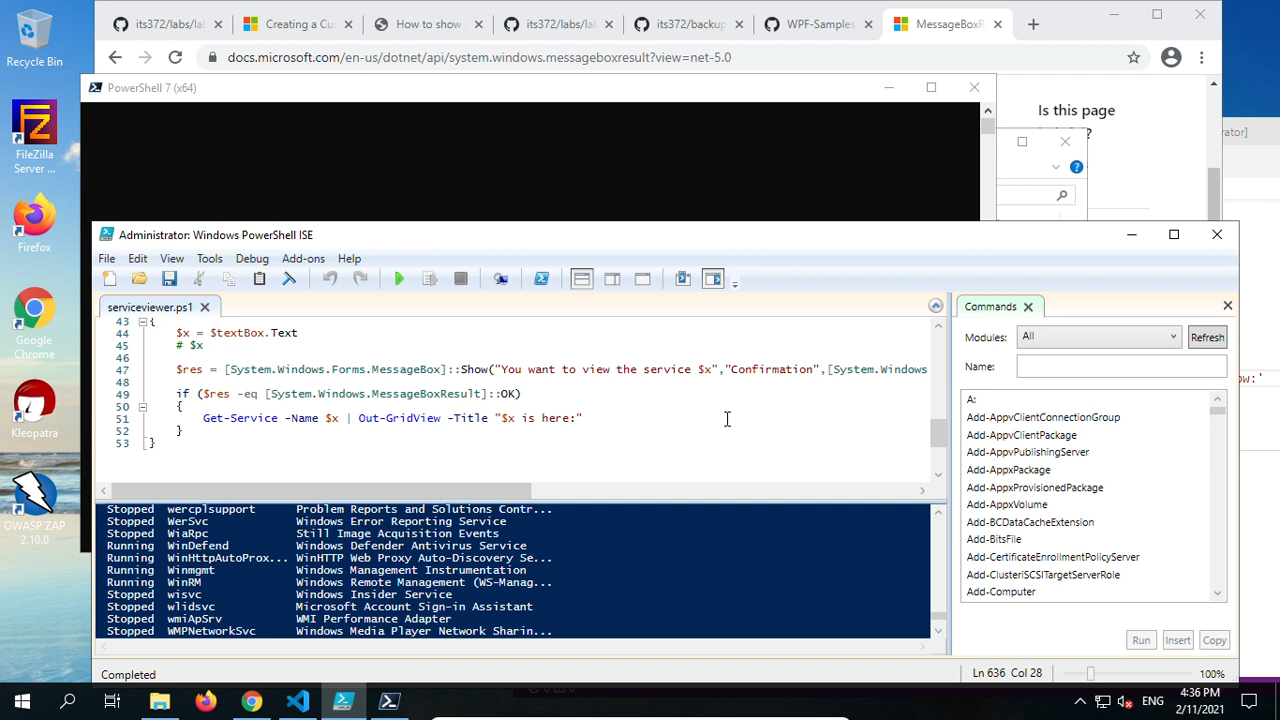 Recycle Bin
FileZilla
Server ...
Firefox
Google
Chrome
Kleopatra
OWASP ZAP
2.10.0
its372/labs/la
Creating a Cu
How to show
its372/labs/la
its372/backup
WPF-Samples
MessageBoxR
docs.microsoft.com/en-us/dotnet/api/system.windows.messageboxresult?view=net-5.0
Is this page
PowerShell 7 (x64)
rator]
Administrator: Windows PowerShell ISE
File Edit View Tools Debug Add-ons Help
serviceviewer.ps1
43 {
44 $x = $textBox.Text
45 # $x
46
47 $res = [System.Windows.Forms.MessageBox]::Show("You want to view the service $x","Confirmation",[System.Windows
48
49 if ($res -eq [System.Windows.MessageBoxResult]::OK)
50 {
51 Get-Service -Name $x | Out-GridView -Title "$x is here:"
52 }
53 }
Stopped wercplsupport Problem Reports and Solutions Contr...
Stopped WerSvc Windows Error Reporting Service
Stopped WiaRpc Still Image Acquisition Events
Running WinDefend Windows Defender Antivirus Service
Running WinHttpAutoProx... WinHTTP Web Proxy Auto-Discovery Se...
Running Winmgmt Windows Management Instrumentation
Running WinRM Windows Remote Management (WS-Manag...
Stopped wisvc Windows Insider Service
Stopped wlidsvc Microsoft Account Sign-in Assistant
Stopped wmiApSrv WMI Performance Adapter
Stopped WMPNetworkSvc Windows Media Player Network Sharin...
Commands
Modules: All Refresh
Name:
A:
Add-AppvClientConnectionGroup
Add-AppvClientPackage
Add-AppvPublishingServer
Add-AppxPackage
Add-AppxProvisionedPackage
Add-AppxVolume
Add-BCDataCacheExtension
Add-BitsFile
Add-CertificateEnrollmentPolicyServer
Add-ClusteriSCSITargetServerRole
Add-Computer
Run Insert Copy
ow:'
Completed
Ln 636 Col 28
100%
ENG
4:36 PM
2/11/2021